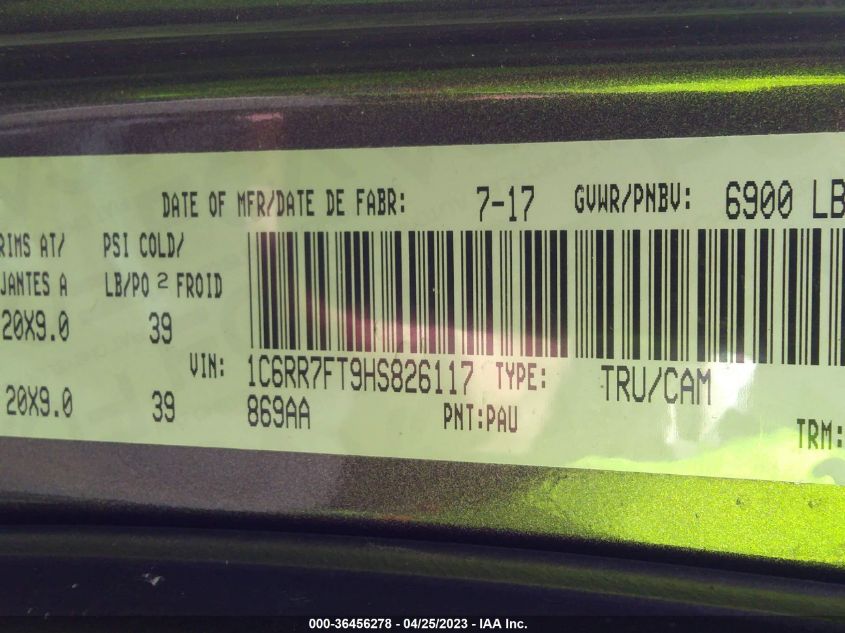 DATE OF MFR/DATE DE FABR: 7-17 GVWR/PNBV: 6900 LB
RIMS AT/ PSI COLD/
JANTES A LB/PO 2 FROID
20X9.0 39
VIN: 1C6RR7FT9HS826117 TYPE: TRU/CAM
20X9.0 39 869AA PNT:PAU TRM:
000-36456278 - 04/25/2023 - IAA Inc.